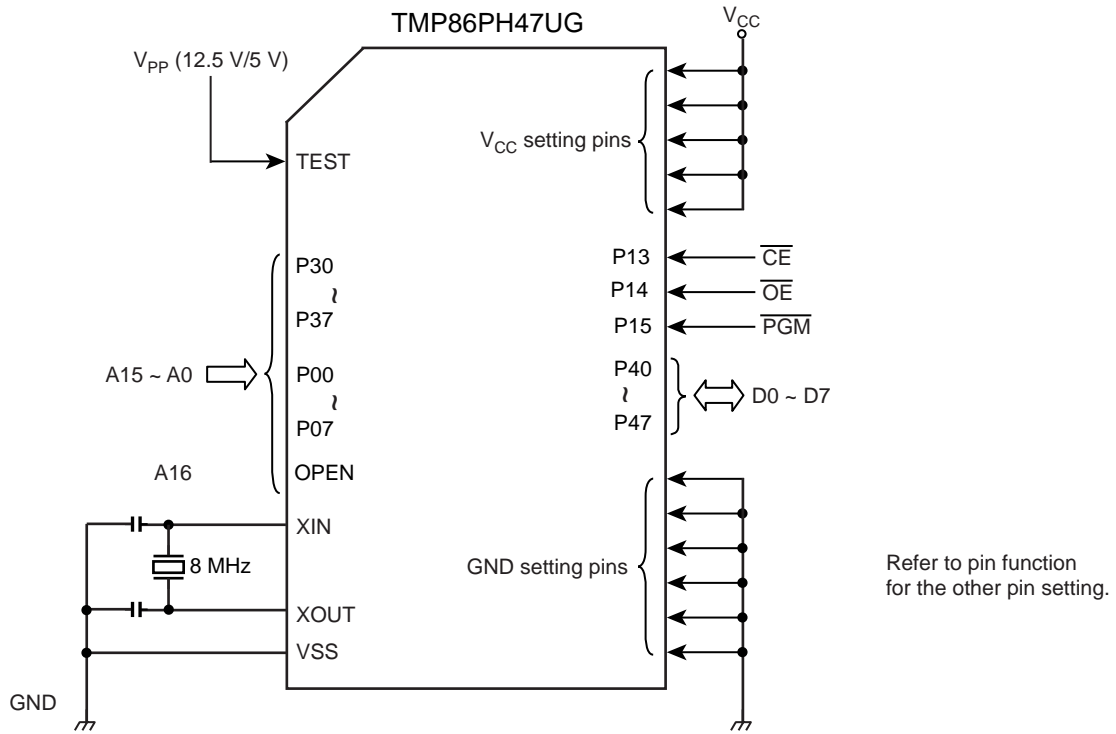 TMP86PH47UG
VCC
VPP (12.5 V/5 V)
VCC setting pins
TEST
P13
CE
P30
~
P37
P14
OE
P15
PGM
A15 ~ A0
P00
~
P07
P40
~
P47
D0 ~ D7
A16
OPEN
XIN
8 MHz
GND setting pins
Refer to pin function
for the other pin setting.
XOUT
VSS
GND